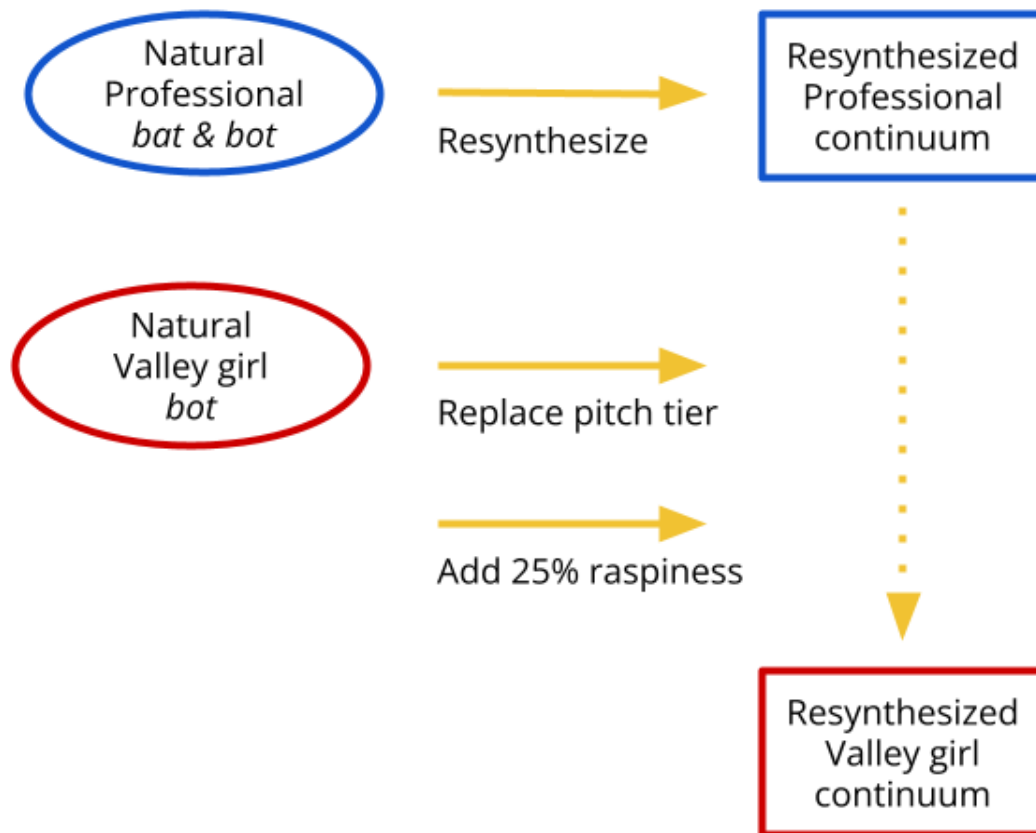 Natural
Professional
bat & bot
Resynthesize
Resynthesized
Professional
continuum
Natural
Valley girl
bot
Replace pitch tier
Add 25% raspiness
Resynthesized
Valley girl
continuum